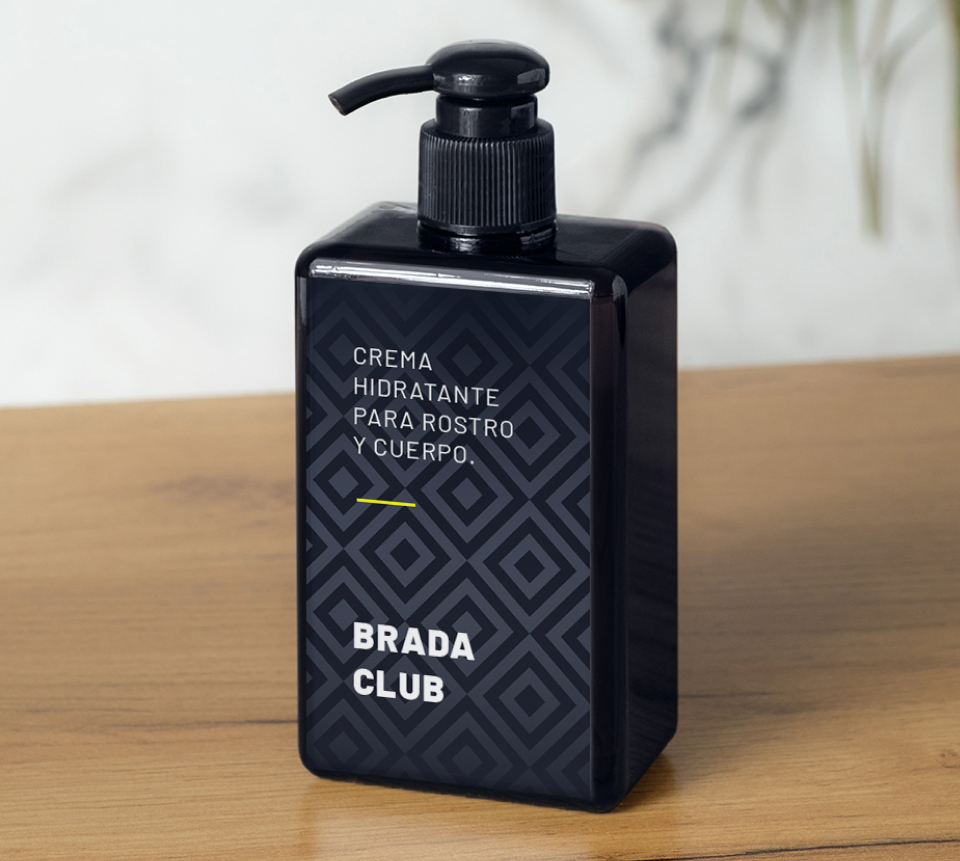 CREMA
HIDRATANTE
PARA ROSTRO
Y CUERPO.
BRADA
CLUB